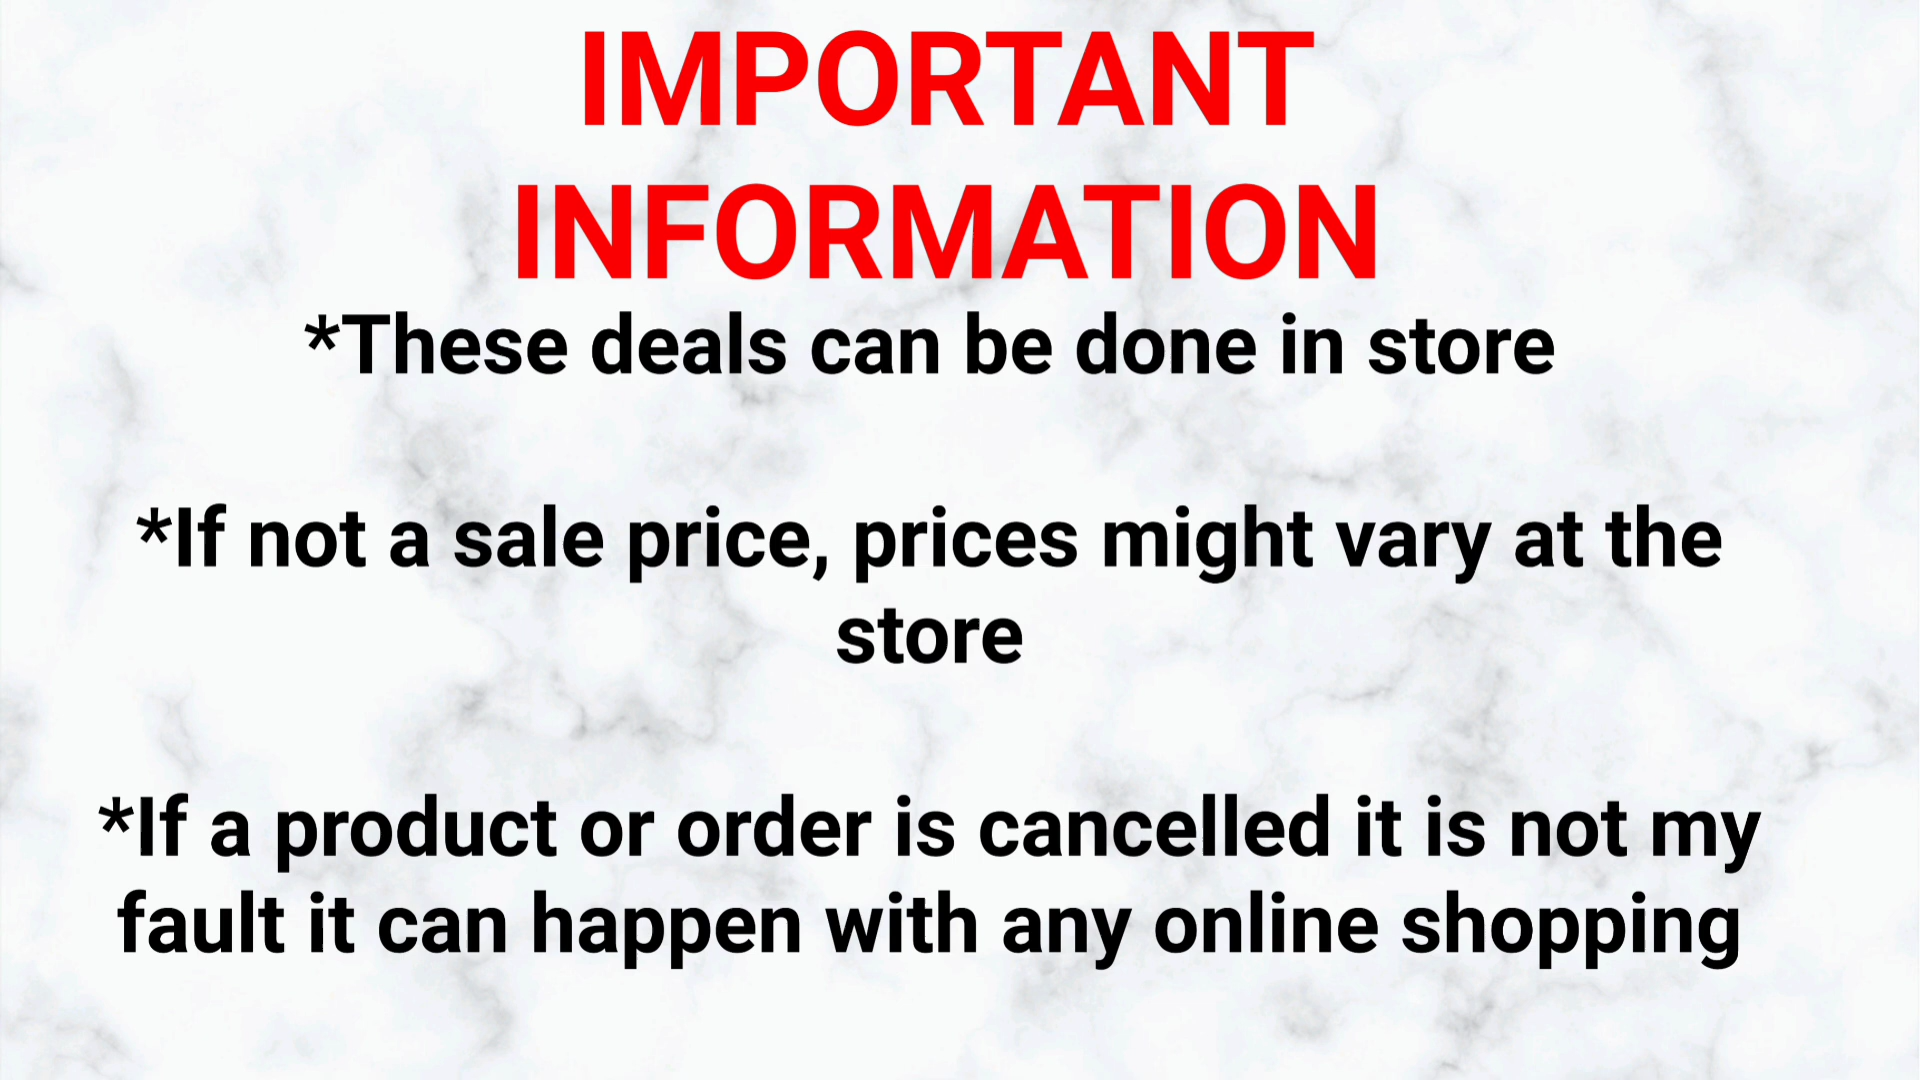 IMPORTANT
INFORMATION
*These deals can be done in store
*If not a sale price, prices might vary at the
store
*If a product or order is cancelled it is not my
fault it can happen with any online shopping